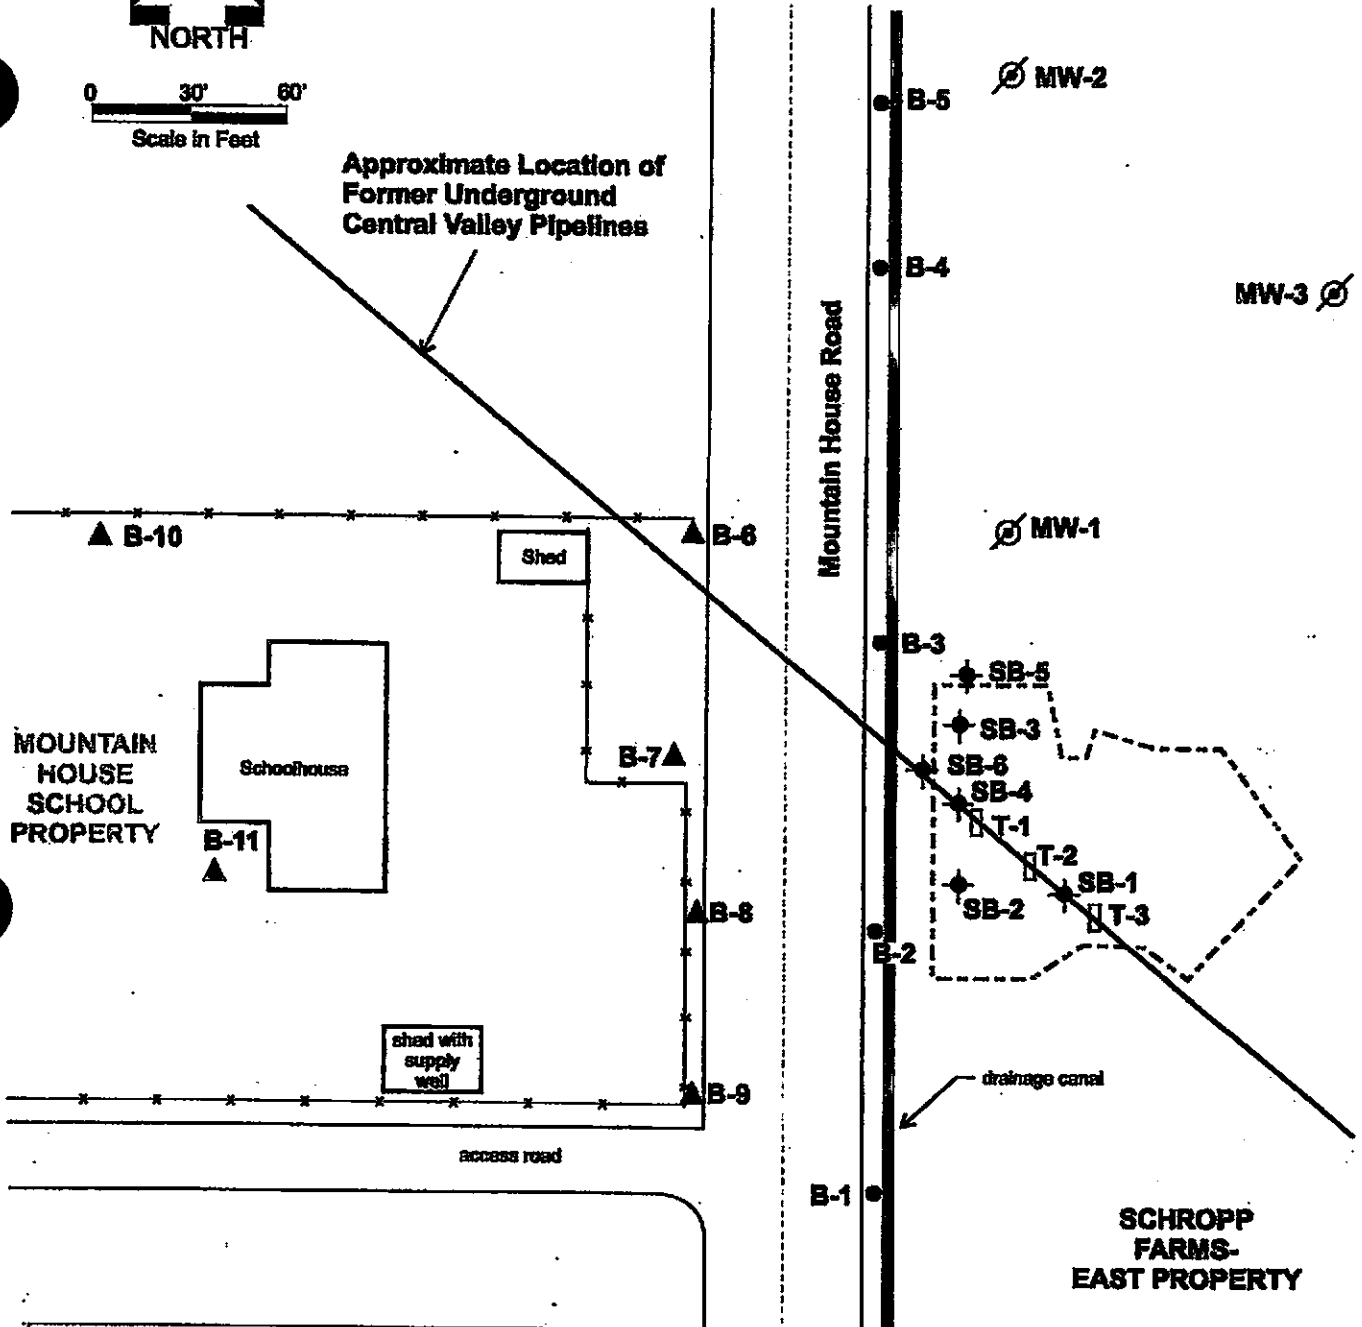 NORTH
0 30' 60'
Scale in Feet
Approximate Location of
Former Underground
Central Valley Pipelines
MW-2
B-5
B-4
MW-3
Mountain House Road
B-10
Shed
B-6
MW-1
B-3
SB-5
SB-3
MOUNTAIN
HOUSE
SCHOOL
PROPERTY
Schoolhouse
B-7
SB-6
SB-4
T-1
B-11
T-2
SB-1
SB-2
T-3
B-8
B-2
shed with
supply
well
drainage canal
B-9
access road
B-1
SCHROPP
FARMS-
EAST PROPERTY